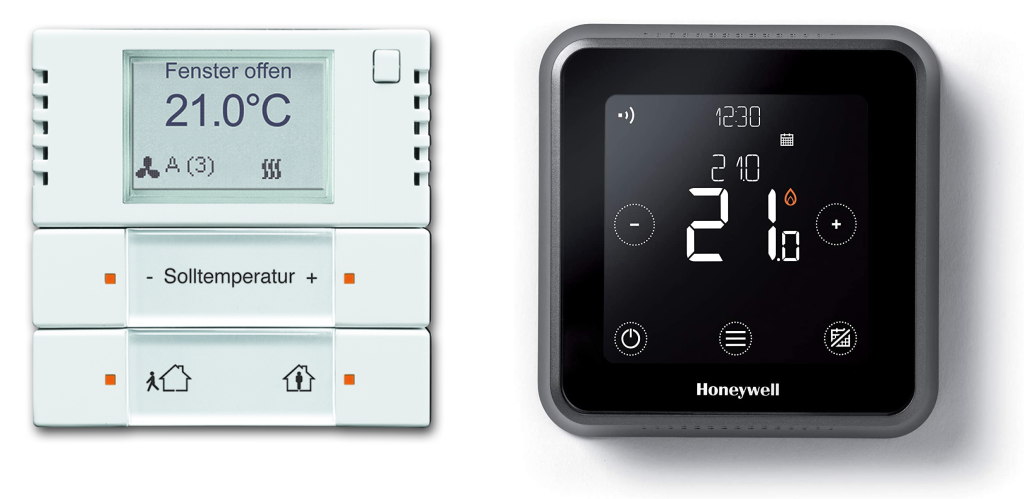 Fenster offen
21.0°C
A (3)
- Solltemperatur +
12:30
21.0
21.0
- +
Honeywell